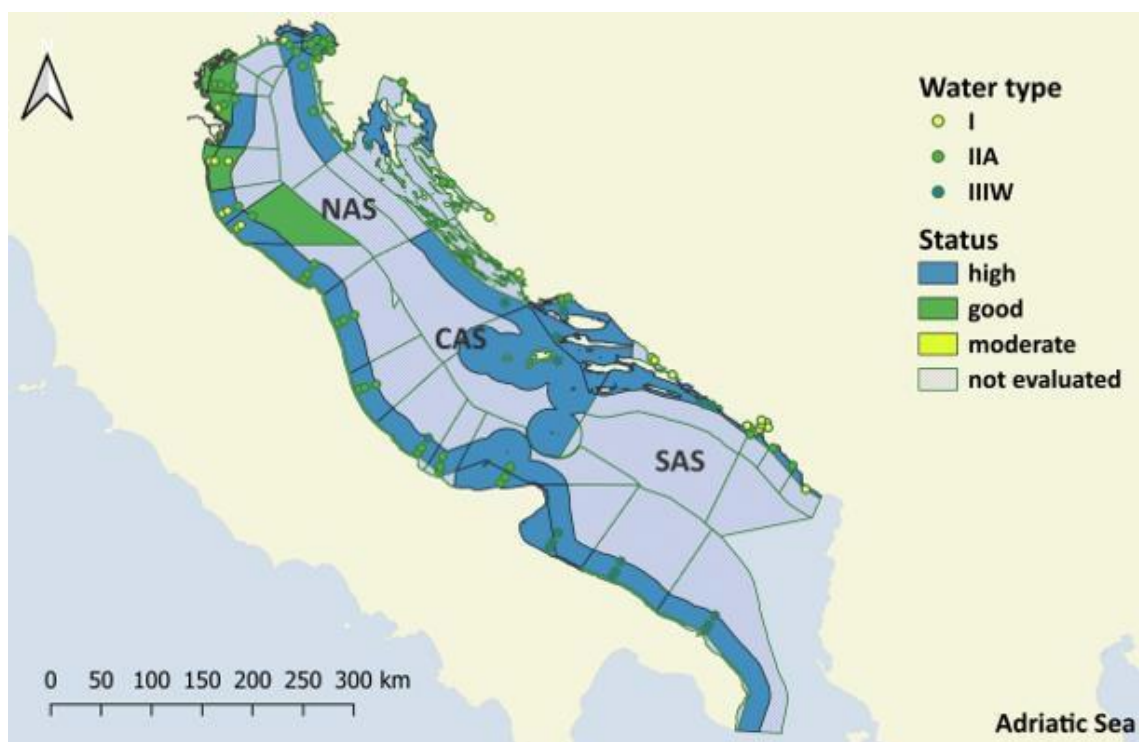 N
Water type
I
IIA
IIIW
Status
high
good
moderate
not evaluated
NAS
CAS
SAS
0 50 100 150 200 250 300 km
Adriatic Sea